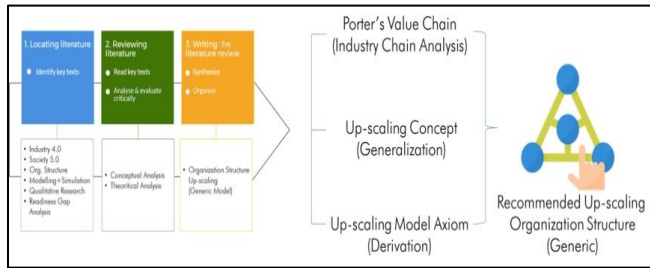 1. Locating literature
Identify key texts
2. Reviewing
literature
Read key texts
Analyse & evaluate
critically
3. Writing the
literature review
Synthesise
Organise
Industry 4.0
Society 5.0
Org. Structure
Modelling+Simulation
Qualitative Research
Readiness Gap
Analysis
Conceptual Analysis
Theoritical Analysis
Organization Structure
Up-scaling
(Generic Model)
Porter's Value Chain
(Industry Chain Analysis)
Up-scaling Concept
(Generalization)
Up-scaling Model Axiom
(Derivation)
Recommended Up-scaling
Organization Structure
(Generic)